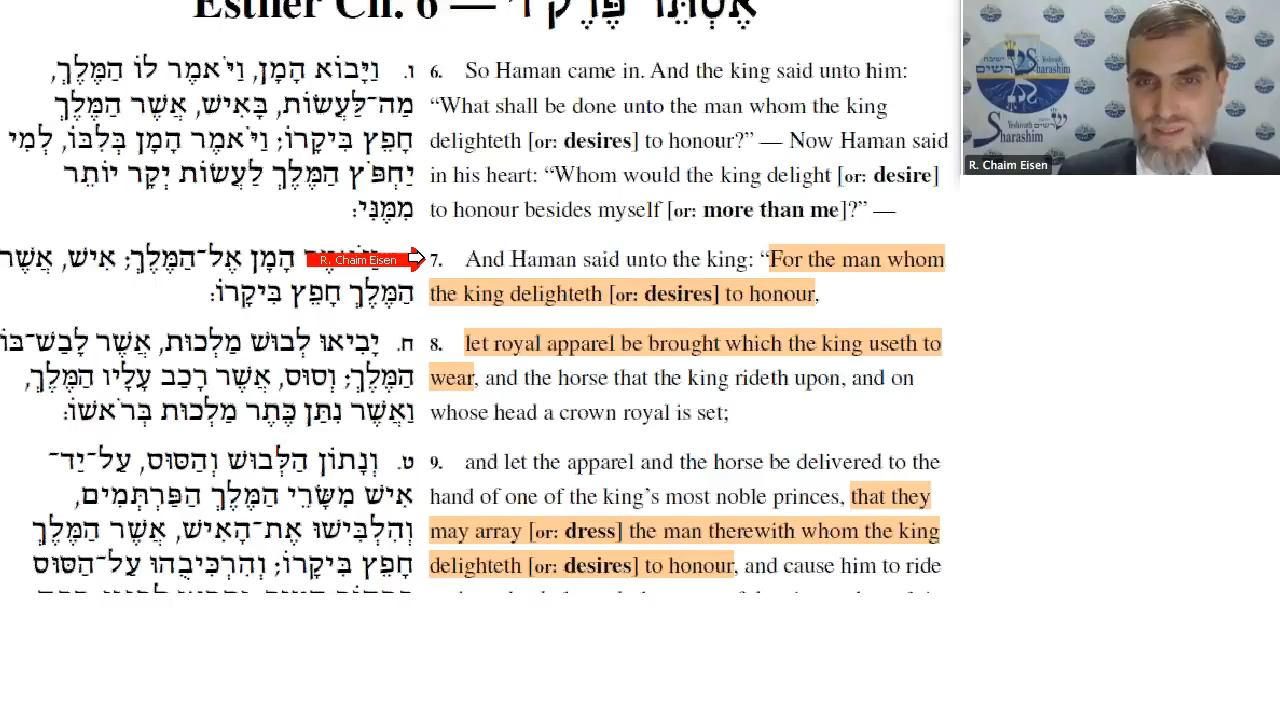 Esther Ch. 6 — אֶסְתֵּר פֶּרֶק ו׳
ו. וַיָּבוֹא הָמָן, וַיֹּאמֶר לוֹ הַמֶּלֶךְ,
מַה־לַּעֲשׂוֹת, בָּאִישׁ, אֲשֶׁר הַמֶּלֶךְ
חָפֵץ בִּיקָרוֹ; וַיֹּאמֶר הָמָן בְּלִבּוֹ, לְמִי
יַחְפֹּץ הַמֶּלֶךְ לַעֲשׂוֹת יְקָר יוֹתֵר
מִמֶּנִּי:
6. So Haman came in. And the king said unto him:
“What shall be done unto the man whom the king
delighteth [or: desires] to honour?” — Now Haman said
in his heart: “Whom would the king delight [or: desire]
to honour besides myself [or: more than me]?” —
הָמָן אֶל־הַמֶּלֶךְ; אִישׁ, אֲשֶׁר
הַמֶּלֶךְ חָפֵץ בִּיקָרוֹ:
R. Chaim Eisen
7. And Haman said unto the king: “For the man whom
the king delighteth [or: desires] to honour,
ח. יָבִיאוּ לְבוּשׁ מַלְכוּת, אֲשֶׁר לָבַשׁ־בּוֹ
הַמֶּלֶךְ; וְסוּס, אֲשֶׁר רָכַב עָלָיו הַמֶּלֶךְ,
וַאֲשֶׁר נִתַּן כֶּתֶר מַלְכוּת בְּרֹאשׁוֹ:
8. let royal apparel be brought which the king useth to
wear, and the horse that the king rideth upon, and on
whose head a crown royal is set;
ט. וְנָתוֹן הַלְּבוּשׁ וְהַסּוּס, עַל־יַד־
אִישׁ מִשָּׂרֵי הַמֶּלֶךְ הַפַּרְתְּמִים,
וְהִלְבִּישׁוּ אֶת־הָאִישׁ, אֲשֶׁר הַמֶּלֶךְ
חָפֵץ בִּיקָרוֹ; וְהִרְכִּיבֻהוּ עַל־הַסּוּס
9. and let the apparel and the horse be delivered to the
hand of one of the king’s most noble princes, that they
may array [or: dress] the man therewith whom the king
delighteth [or: desires] to honour, and cause him to ride
Yeshivath
Sharashim
R. Chaim Eisen